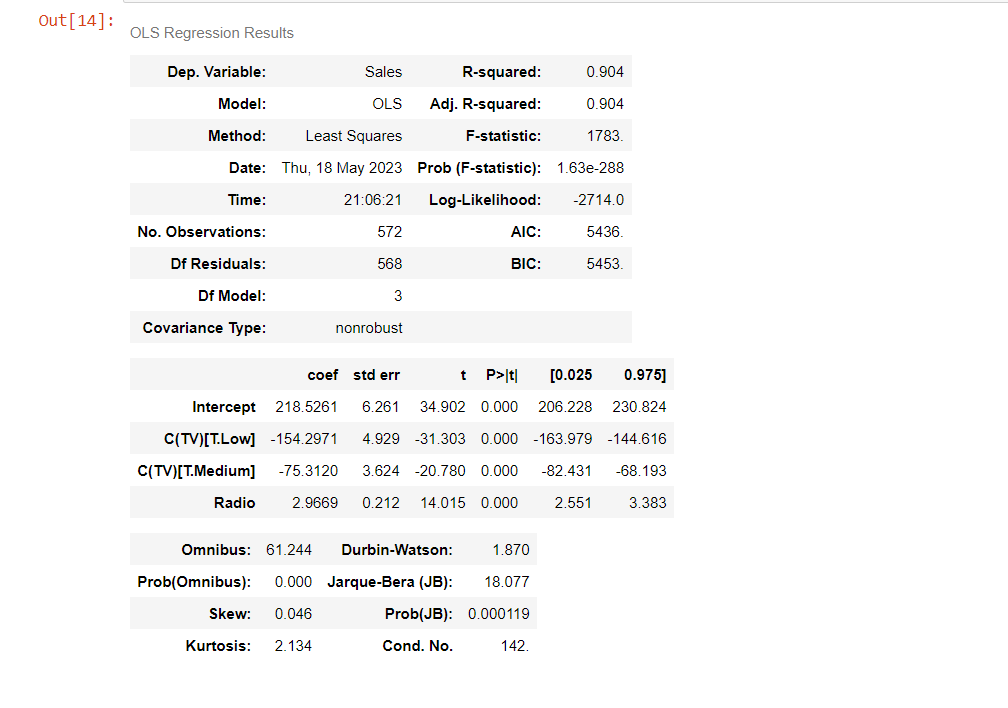 Out[14]:
OLS Regression Results
Dep. Variable: Sales R-squared: 0.904
Model: OLS Adj. R-squared: 0.904
Method: Least Squares F-statistic: 1783.
Date: Thu, 18 May 2023 Prob (F-statistic): 1.63e-288
Time: 21:06:21 Log-Likelihood: -2714.0
No. Observations: 572 AIC: 5436.
Df Residuals: 568 BIC: 5453.
Df Model: 3
Covariance Type: nonrobust
coef std err t P>|t| [0.025 0.975]
Intercept 218.5261 6.261 34.902 0.000 206.228 230.824
C(TV)[T.Low] -154.2971 4.929 -31.303 0.000 -163.979 -144.616
C(TV)[T.Medium] -75.3120 3.624 -20.780 0.000 -82.431 -68.193
Radio 2.9669 0.212 14.015 0.000 2.551 3.383
Omnibus: 61.244 Durbin-Watson: 1.870
Prob(Omnibus): 0.000 Jarque-Bera (JB): 18.077
Skew: 0.046 Prob(JB): 0.000119
Kurtosis: 2.134 Cond. No. 142.